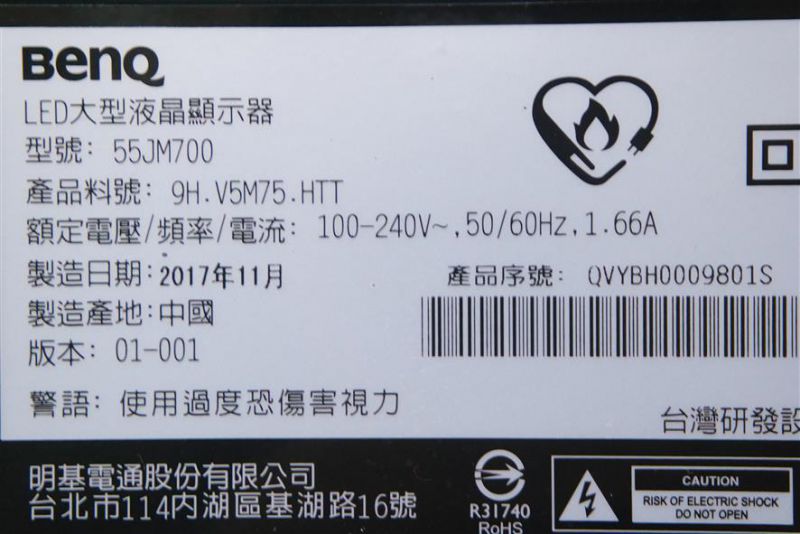 BenQ
LED大型液晶顯示器
型號: 55JM700
產品料號: 9H.V5M75.HTT
額定電壓/頻率/電流: 100-240V~,50/60Hz,1.66A
製造日期:2017年11月
產品序號: QVYBH0009801S
製造產地:中國
版本: 01-001
警語: 使用過度恐傷害視力
台灣研發設
明基電通股份有限公司
台北市114內湖區基湖路16號
R31740
RoHS
CAUTION
RISK OF ELECTRIC SHOCK
DO NOT OPEN